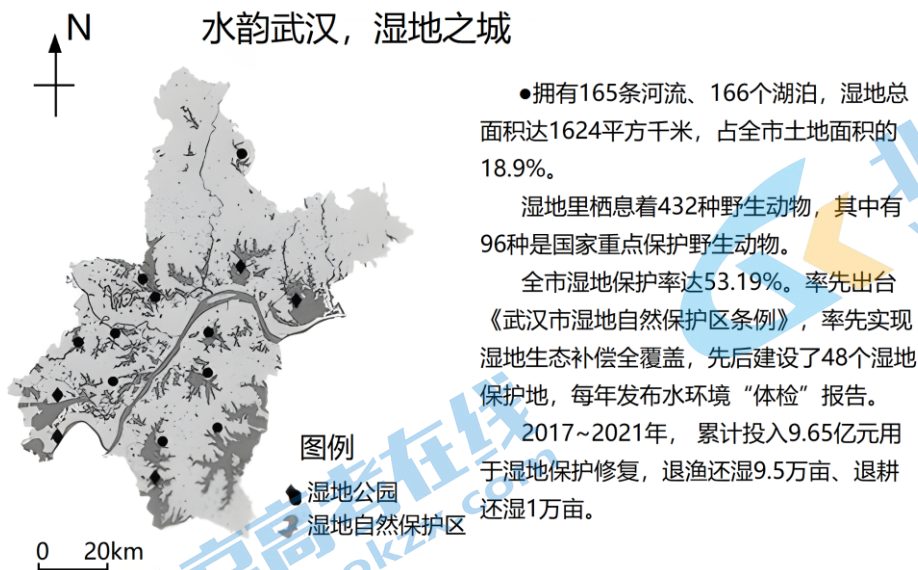 N
水韵武汉，湿地之城
●拥有165条河流、166个湖泊，湿地总
面积达1624平方千米，占全市土地面积的
18.9%。
湿地里栖息着432种野生动物，其中有
96种是国家重点保护野生动物。
全市湿地保护率达53.19%。率先出台
《武汉市湿地自然保护区条例》，率先实现
湿地生态补偿全覆盖，先后建设了48个湿地
保护地，每年发布水环境“体检”报告。
2017~2021年， 累计投入9.65亿元用
于湿地保护修复，退渔还湿9.5万亩、退耕
还湿1万亩。
图例
湿地公园
湿地自然保护区
0 20km
京高考在线